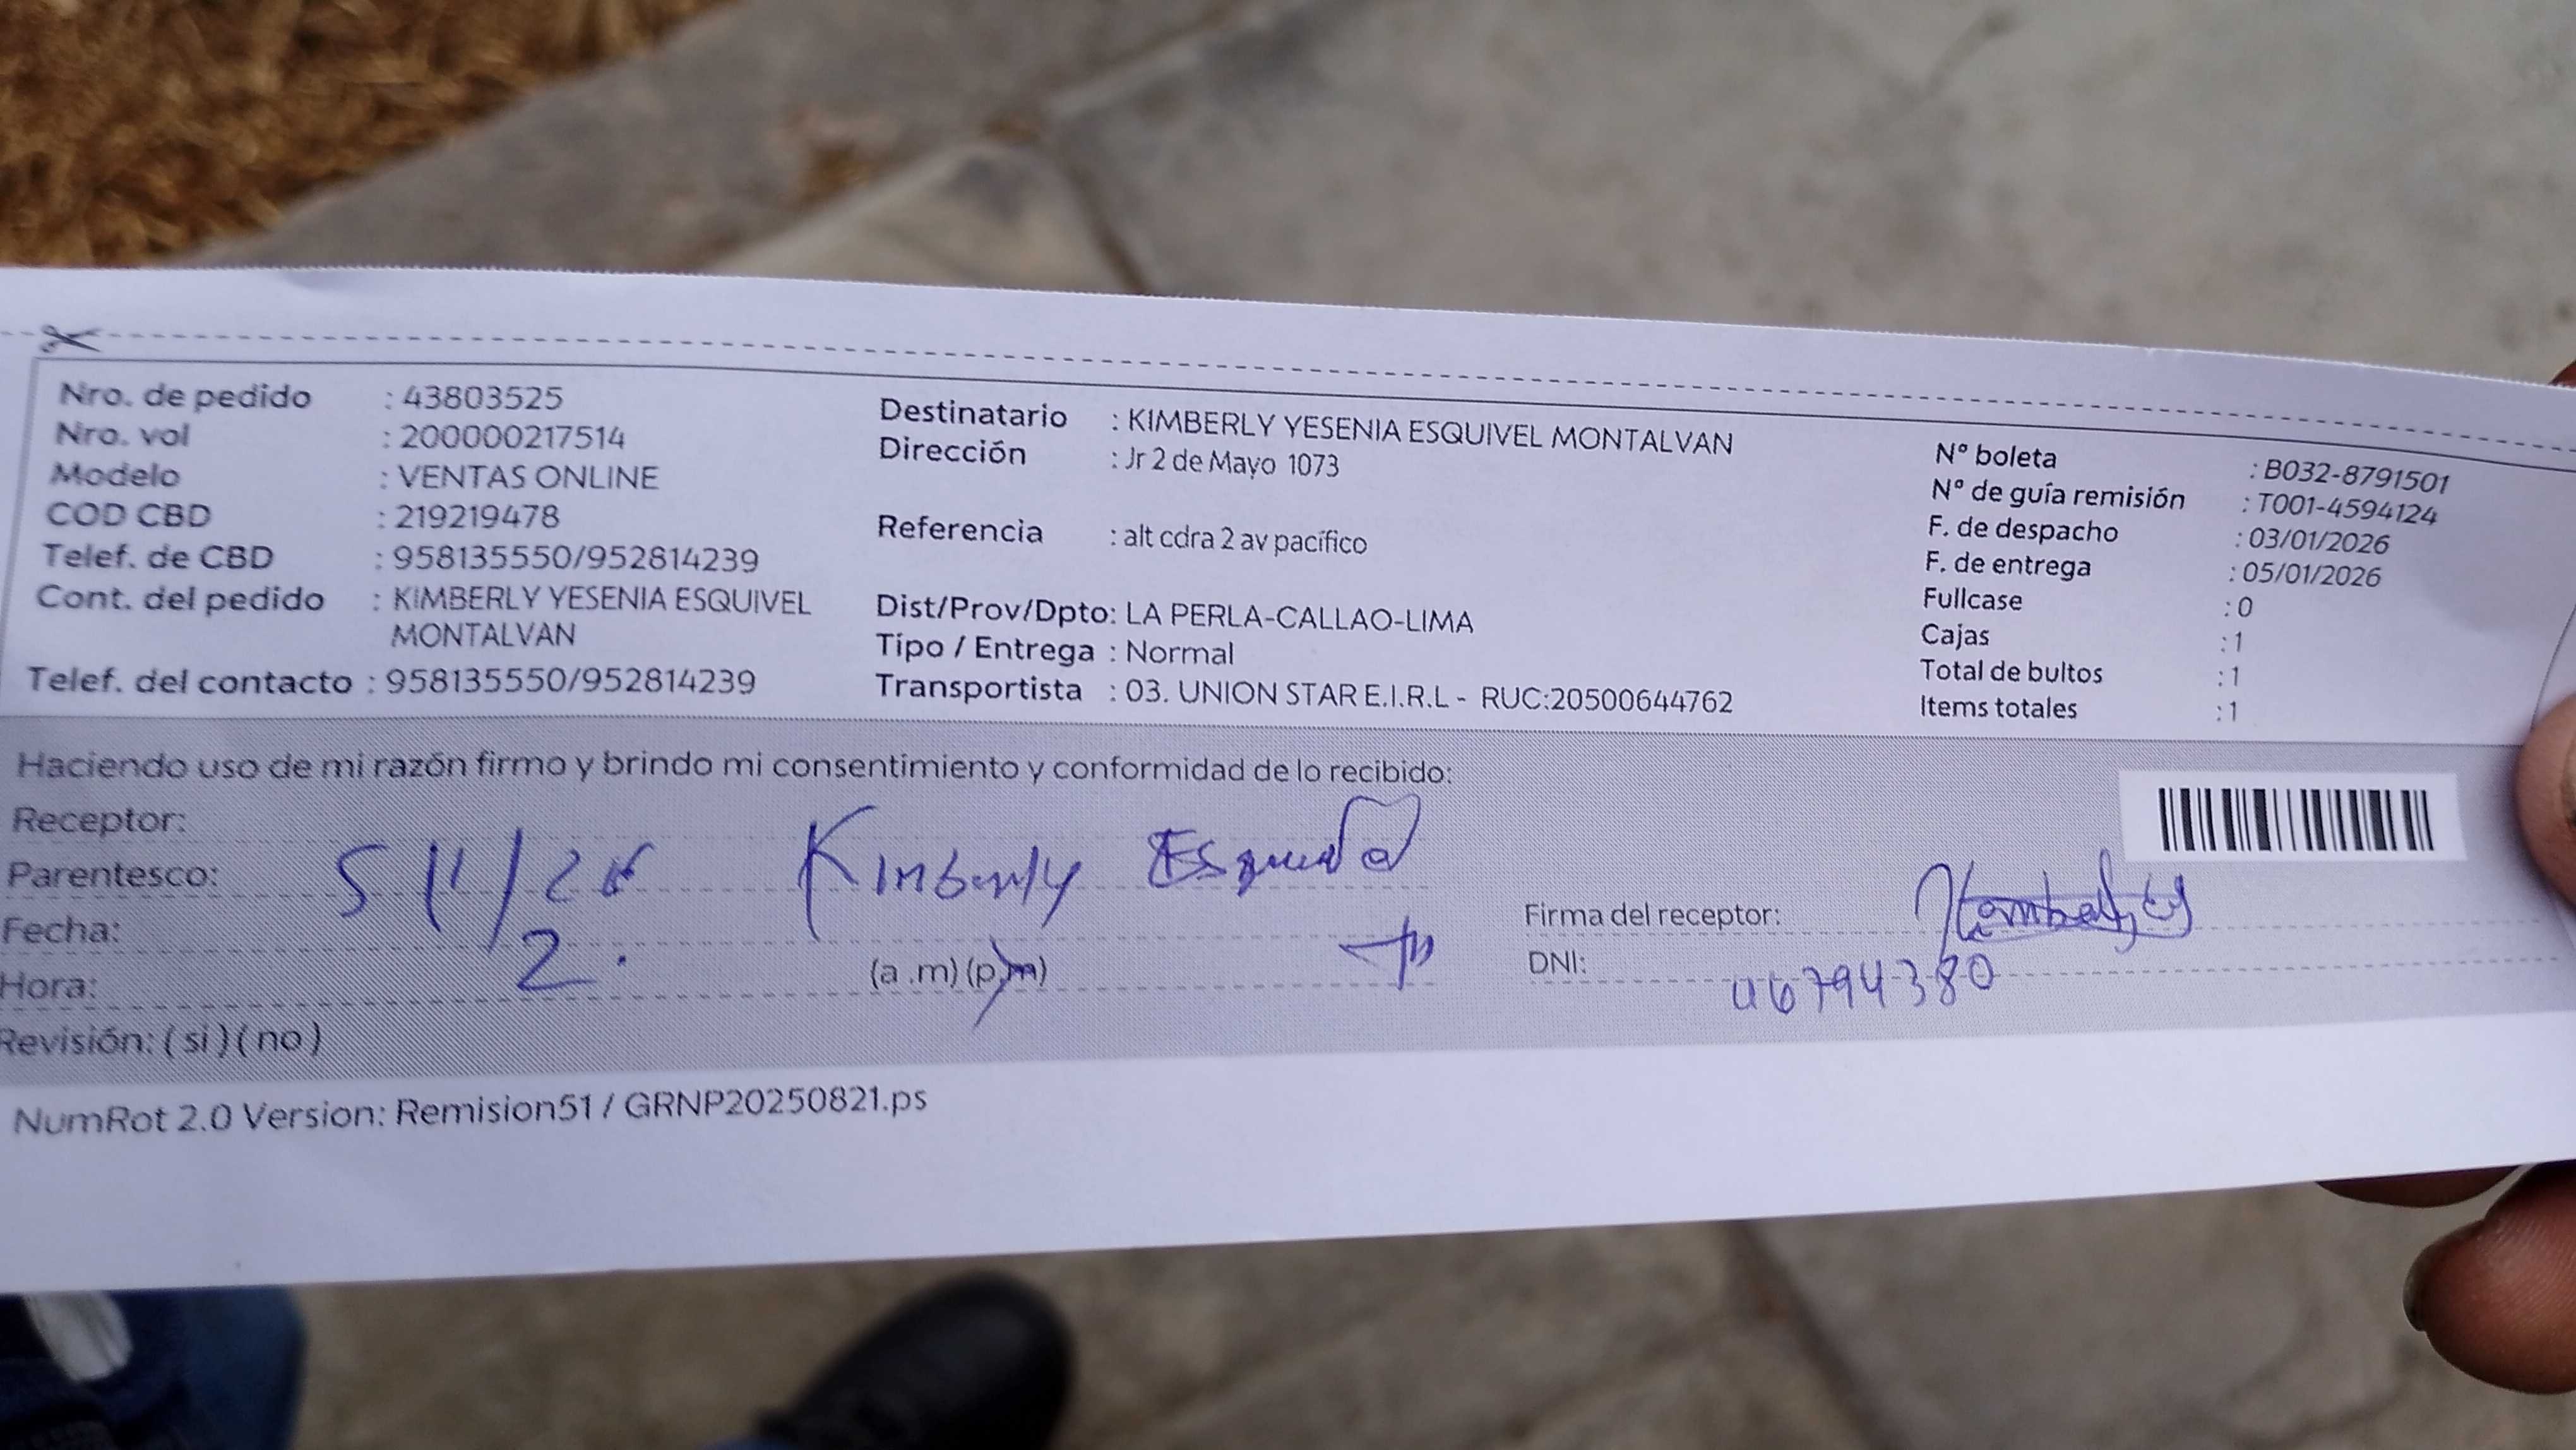 Nro. de pedido : 43803525
Nro. vol : 200000217514
Modelo : VENTAS ONLINE
COD CBD : 219219478
Telef. de CBD : 958135550/952814239
Cont. del pedido : KIMBERLY YESENIA ESQUIVEL
MONTALVAN
Telef. del contacto : 958135550/952814239
Destinatario : KIMBERLY YESENIA ESQUIVEL MONTALVAN
Dirección : Jr 2 de Mayo 1073
Referencia : alt cdra 2 av pacífico
Dist/Prov/Dpto: LA PERLA-CALLAO-LIMA
Tipo / Entrega : Normal
Transportista : 03. UNION STAR E.I.R.L - RUC:20500644762
N° boleta : B032-8791501
N° de guía remisión : T001-4594124
F. de despacho : 03/01/2026
F. de entrega : 05/01/2026
Fullcase : 0
Cajas : 1
Total de bultos : 1
Items totales : 1
Haciendo uso de mi razón firmo y brindo mi consentimiento y conformidad de lo recibido:
Receptor:
Parentesco: 5/1/26 Kimberly
Fecha:
Hora: 2. (a .m) (p.m)
Revisión: ( si ) ( no )
Firma del receptor:
DNI: 46794380
NumRot 2.0 Version: Remision51 / GRNP20250821.ps